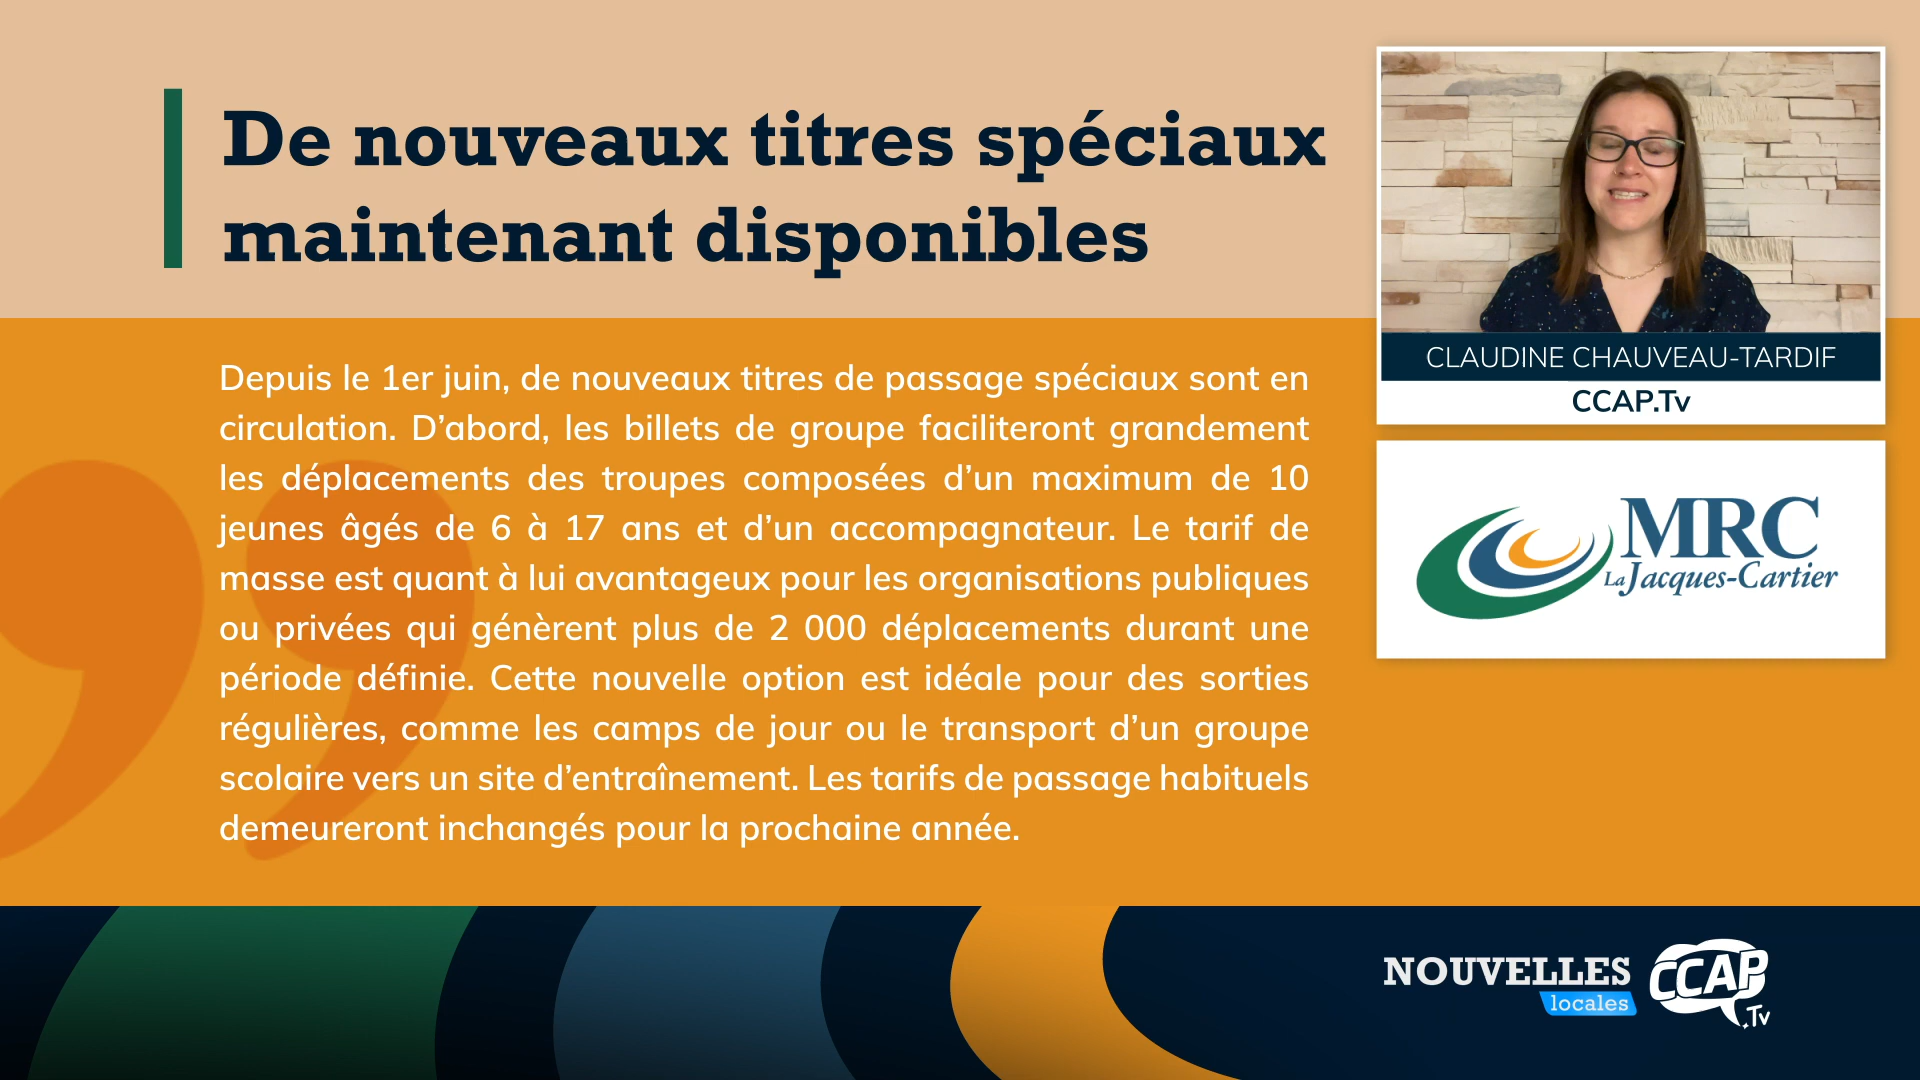 De nouveaux titres spéciaux
maintenant disponibles
Depuis le 1er juin, de nouveaux titres de passage spéciaux sont en
circulation. D’abord, les billets de groupe faciliteront grandement
les déplacements des troupes composées d’un maximum de 10
jeunes âgés de 6 à 17 ans et d’un accompagnateur. Le tarif de
masse est quant à lui avantageux pour les organisations publiques
ou privées qui génèrent plus de 2 000 déplacements durant une
période définie. Cette nouvelle option est idéale pour des sorties
régulières, comme les camps de jour ou le transport d’un groupe
scolaire vers un site d’entraînement. Les tarifs de passage habituels
demeureront inchangés pour la prochaine année.
CLAUDINE CHAUVEAU-TARDIF
CCAP.Tv
MRC
La Jacques-Cartier
NOUVELLES
locales
CCAP
.Tv